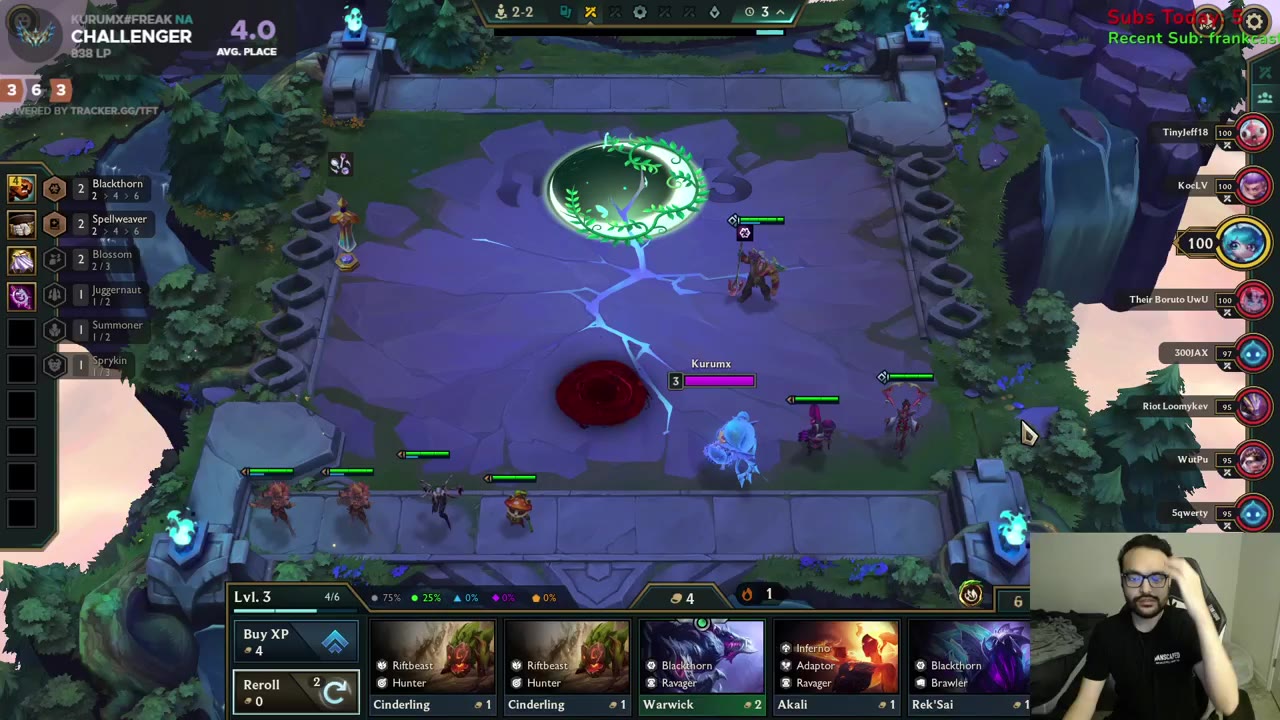 KURUMX#FREAK NA
CHALLENGER
838 LP
4.0
AVG. PLACE
3 6 3
WERED BY TRACKER.GG/TFT
2-2
3
Subs Today: 5
Recent Sub: frankcas
2 Blackthorn
2 > 4 > 6
2 Spellweaver
2 > 4 > 6
2 Blossom
2 / 3
1 Juggernaut
1 / 2
1 Summoner
1 / 2
1 Sprykin
1 / 3
TinyJeff18 100
KocLV 100
100
Their Boruto UwU 100
300JAX 97
Riot Loomykev 95
WutPu 95
Sqwerty 95
Kurumx
3
Lvl. 3 4/6
75% 25% 0% 0% 0%
4
1
6
Buy XP
4
Reroll 2
0
Riftbeast
Hunter
Cinderling 1
Riftbeast
Hunter
Cinderling 1
Blackthorn
Ravager
Warwick 2
Inferno
Adaptor
Ravager
Akali 1
Blackthorn
Brawler
Rek'Sai 1